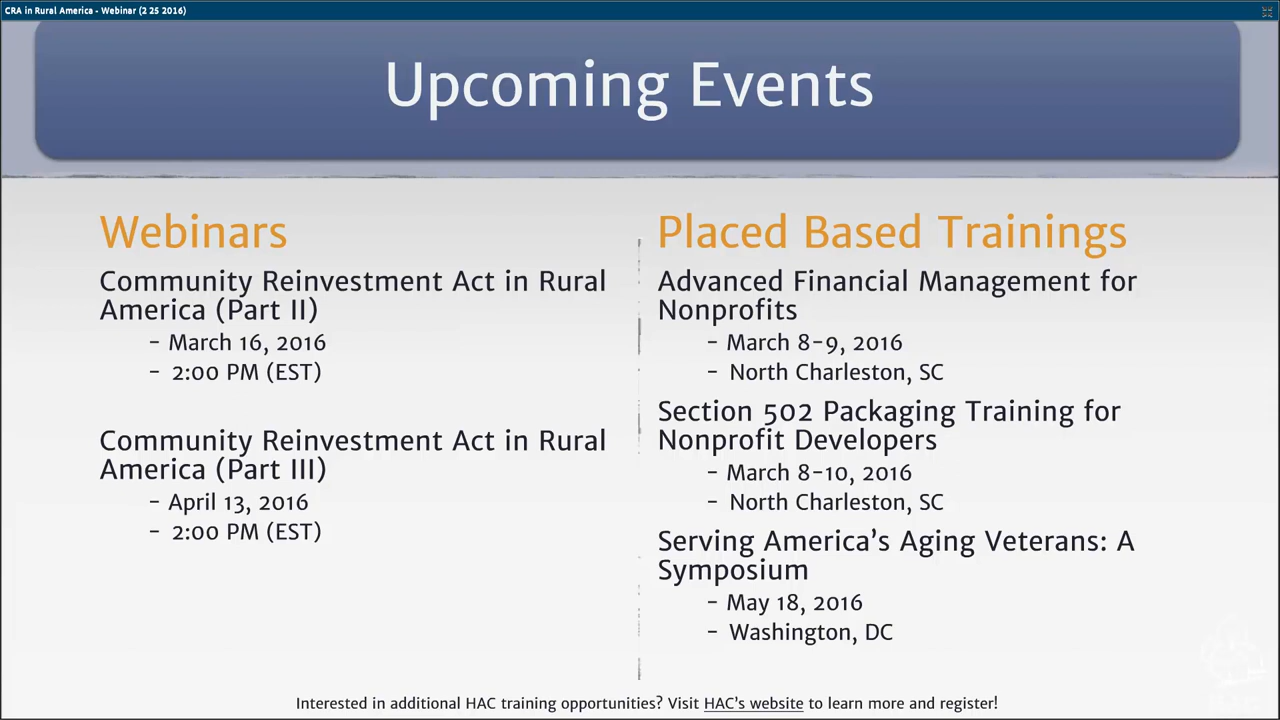 CRA in Rural America - Webinar (2 25 2016)
Upcoming Events
Webinars
Community Reinvestment Act in Rural
America (Part II)
- March 16, 2016
- 2:00 PM (EST)
Community Reinvestment Act in Rural
America (Part III)
- April 13, 2016
- 2:00 PM (EST)
Placed Based Trainings
Advanced Financial Management for
Nonprofits
- March 8-9, 2016
- North Charleston, SC
Section 502 Packaging Training for
Nonprofit Developers
- March 8-10, 2016
- North Charleston, SC
Serving America's Aging Veterans: A
Symposium
- May 18, 2016
- Washington, DC
Interested in additional HAC training opportunities? Visit HAC's website to learn more and register!